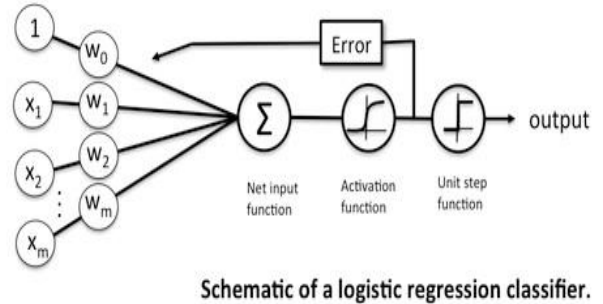 1
w₀
Error
x₁
w₁
Σ
output
x₂
w₂
⋮
wₘ
xₘ
Net input
function
Activation
function
Unit step
function
Schematic of a logistic regression classifier.